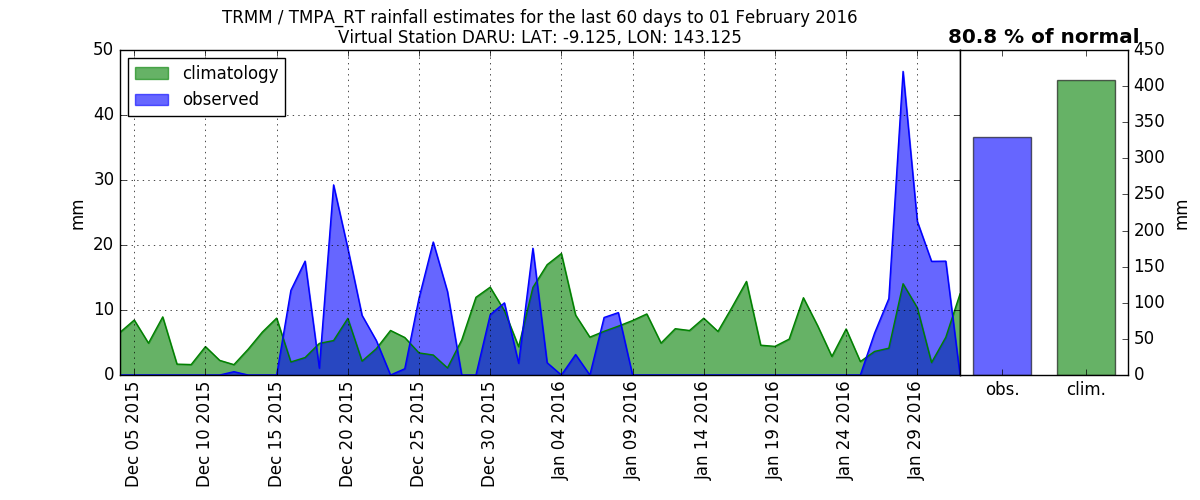 TRMM / TMPA_RT rainfall estimates for the last 60 days to 01 February 2016
Virtual Station DARU: LAT: -9.125, LON: 143.125
80.8 % of normal
climatology
observed
mm
50
40
30
20
10
0
Dec 05 2015
Dec 10 2015
Dec 15 2015
Dec 20 2015
Dec 25 2015
Dec 30 2015
Jan 04 2016
Jan 09 2016
Jan 14 2016
Jan 19 2016
Jan 24 2016
Jan 29 2016
obs.
clim.
450
400
350
300
250
200
150
100
50
0
mm